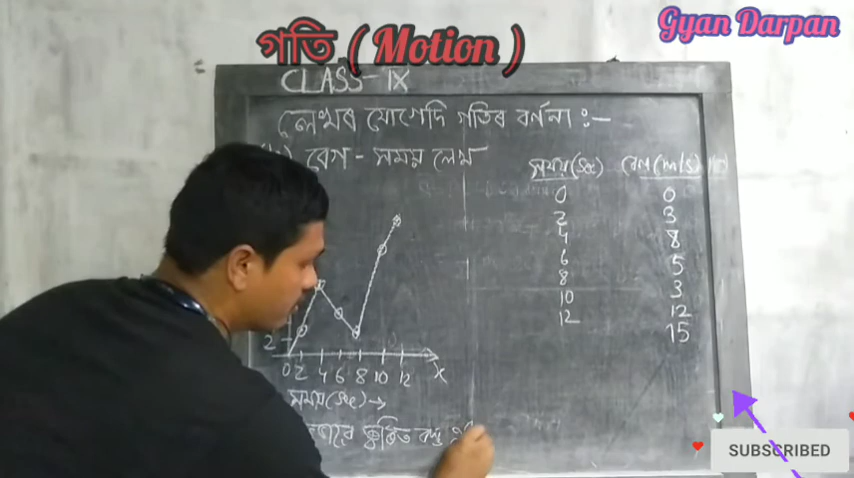 গতি ( Motion )
Gyan Darpan
CLASS-IX
লেখৰ যোগেদি গতিৰ বৰ্ণনা :-
বেগ - সময় লেখ
সময়(Sec) বেগ (m/s)
0 0
2 3
4 8
6 5
8 3
10 12
12 15
2
0 2 4 6 8 10 12 X
সময়(Sec) →
ত্বৰিত বস্তু
SUBSCRIBED